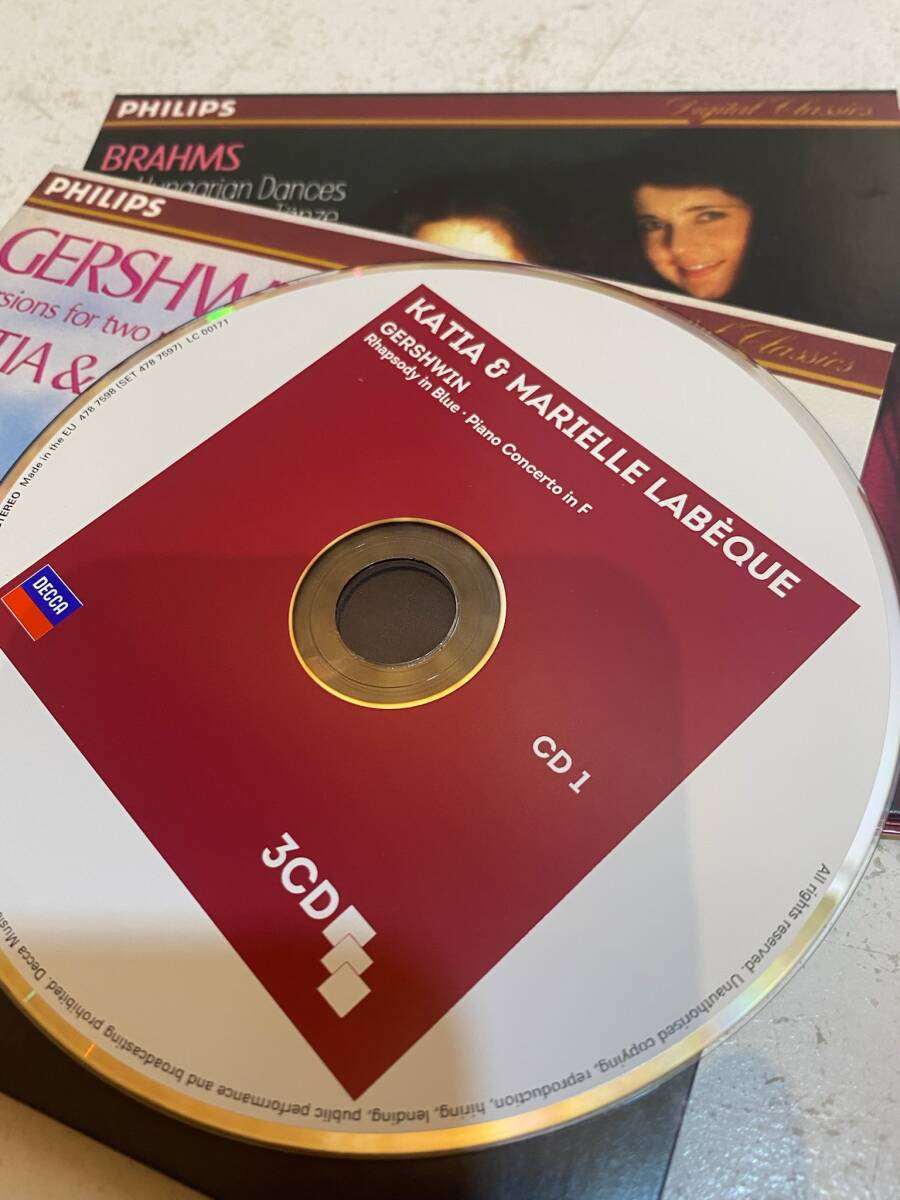 PHILIPS
Digital Classics
BRAHMS
Hungarian Dances
Tänze
PHILIPS
Classics
GERSHW
sions for two
TIA &
KATIA & MARIELLE LABÈQUE
GERSHWIN
Rhapsody in Blue · Piano Concerto in F
STEREO Made in the EU 478 7598 (SET 478 7597) LC 00171
DECCA
CD 1
3CD
All rights reserved. Unauthorised copying, reproduction, hiring, lending, public performance and broadcasting prohibited. Decca Music